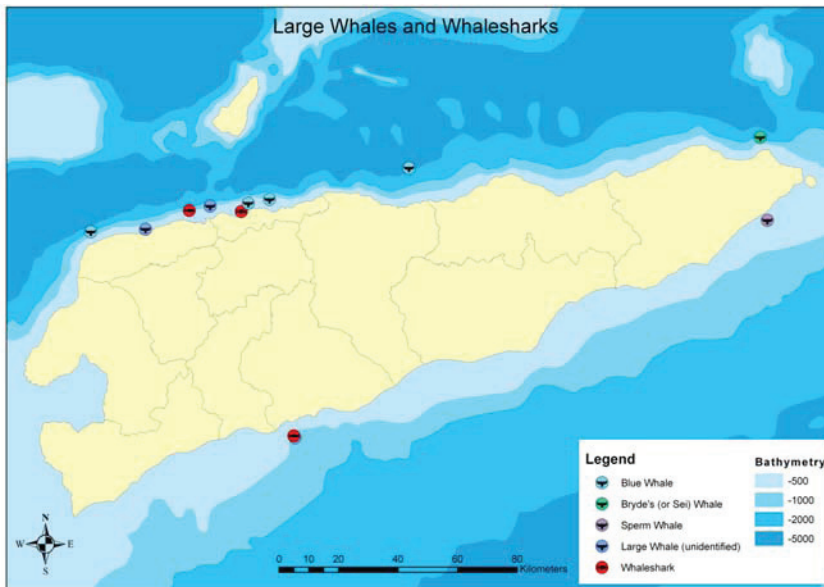 Large Whales and Whalesharks
Legend
Blue Whale
Bryde's (or Sei) Whale
Sperm Whale
Large Whale (unidentified)
Whaleshark
Bathymetry
-500
-1000
-2000
-5000
N
W
E
S
0 10 20 40 60 80
Kilometers